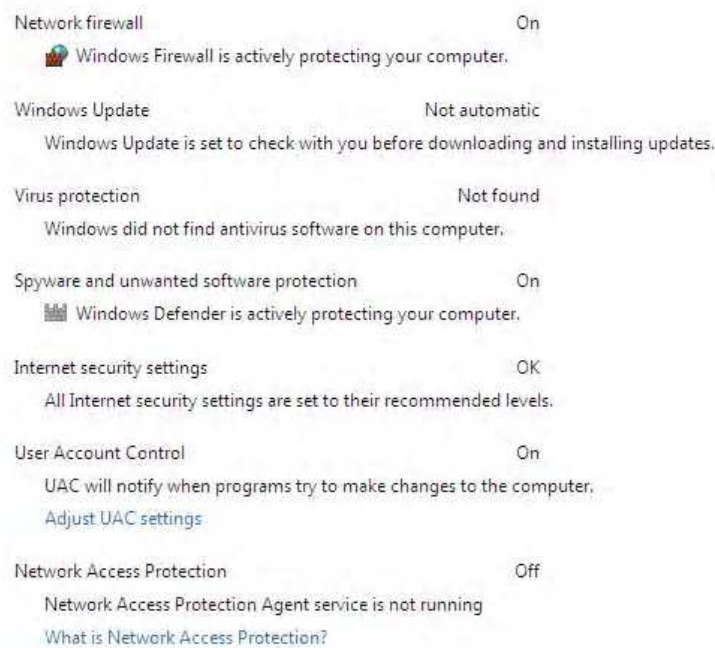 Network firewall On
Windows Firewall is actively protecting your computer.
Windows Update Not automatic
Windows Update is set to check with you before downloading and installing updates.
Virus protection Not found
Windows did not find antivirus software on this computer.
Spyware and unwanted software protection On
Windows Defender is actively protecting your computer.
Internet security settings OK
All Internet security settings are set to their recommended levels.
User Account Control On
UAC will notify when programs try to make changes to the computer.
Adjust UAC settings
Network Access Protection Off
Network Access Protection Agent service is not running
What is Network Access Protection?